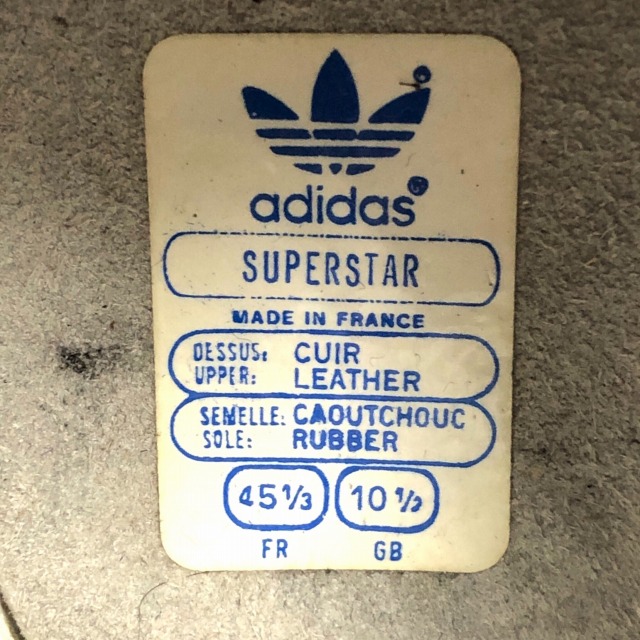 adidas®
SUPERSTAR
MADE IN FRANCE
DESSUS: CUIR
UPPER: LEATHER
SEMELLE: CAOUTCHOUC
SOLE: RUBBER
45 1/3 10 1/2
FR GB